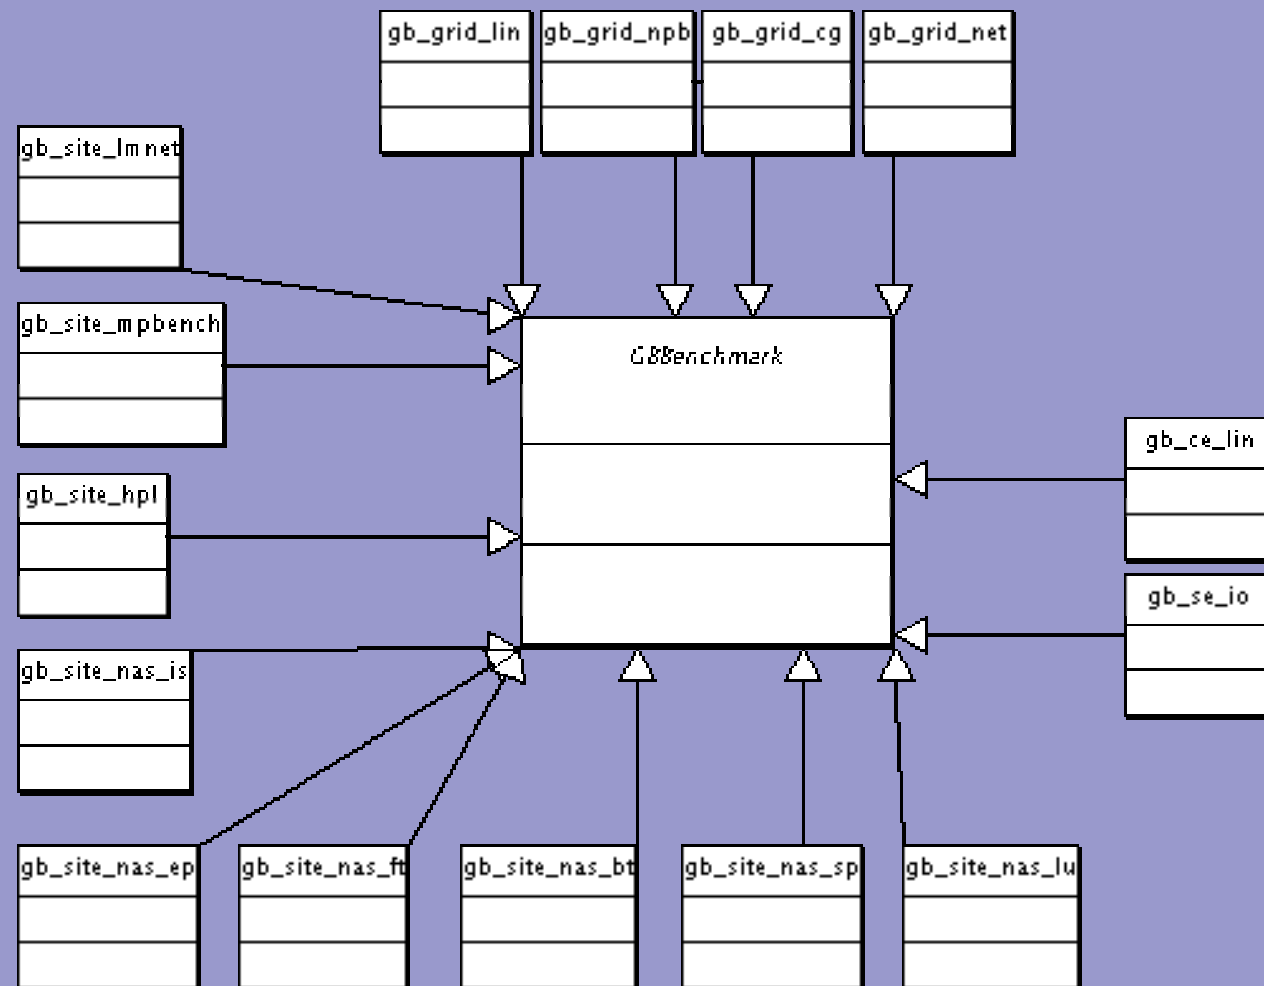 gb_grid_lin
gb_grid_npb
gb_grid_cg
gb_grid_net
gb_site_lmnet
gb_site_mpbench
GBBenchmark
gb_ce_lin
gb_site_hpl
gb_se_io
gb_site_nas_is
gb_site_nas_ep
gb_site_nas_ft
gb_site_nas_bt
gb_site_nas_sp
gb_site_nas_lu